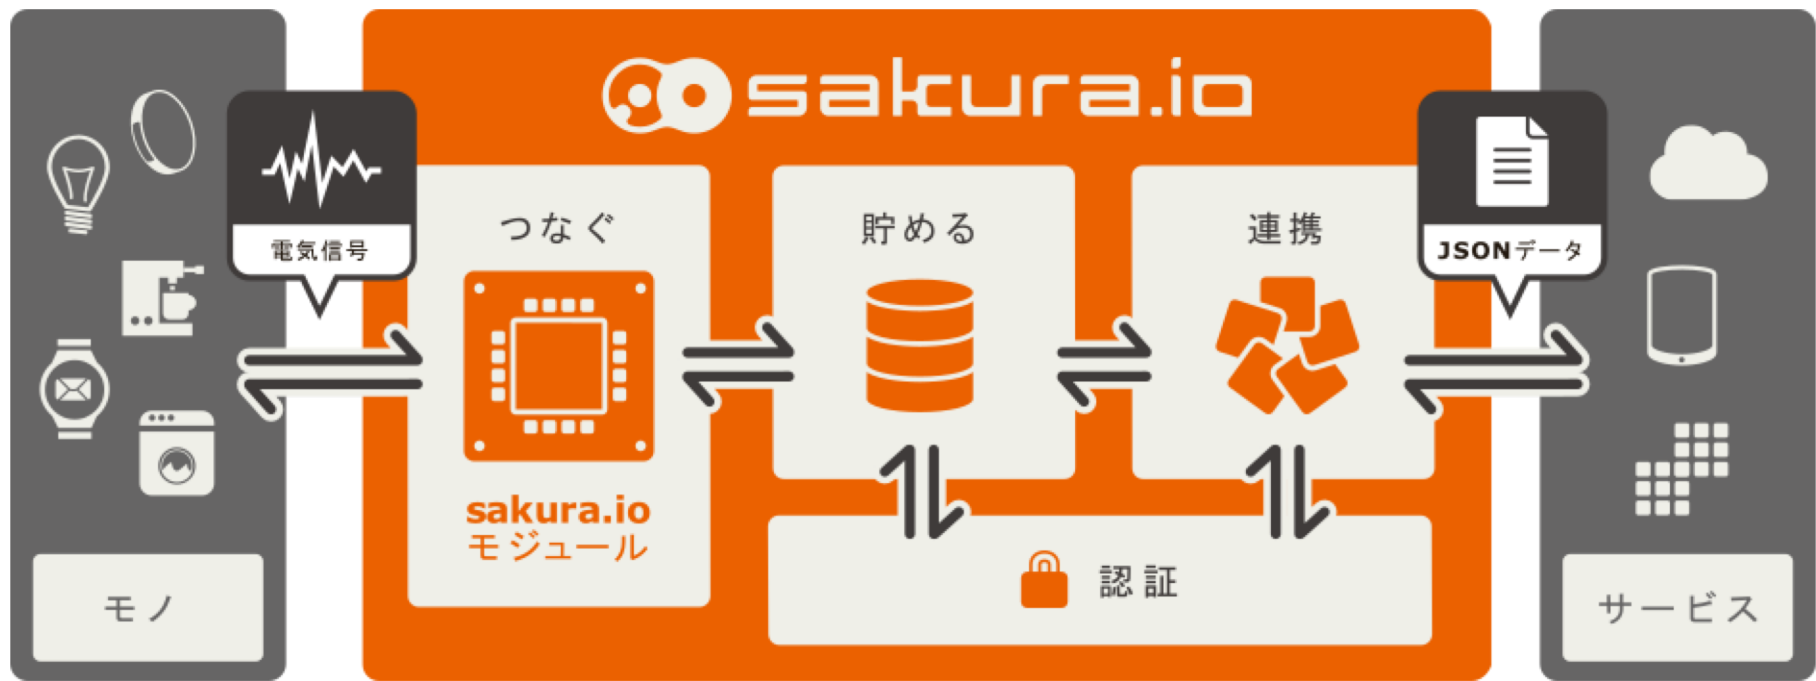 sakura.io
電気信号
つなぐ
貯める
連携
JSONデータ
sakura.io
モジュール
認証
モノ
サービス